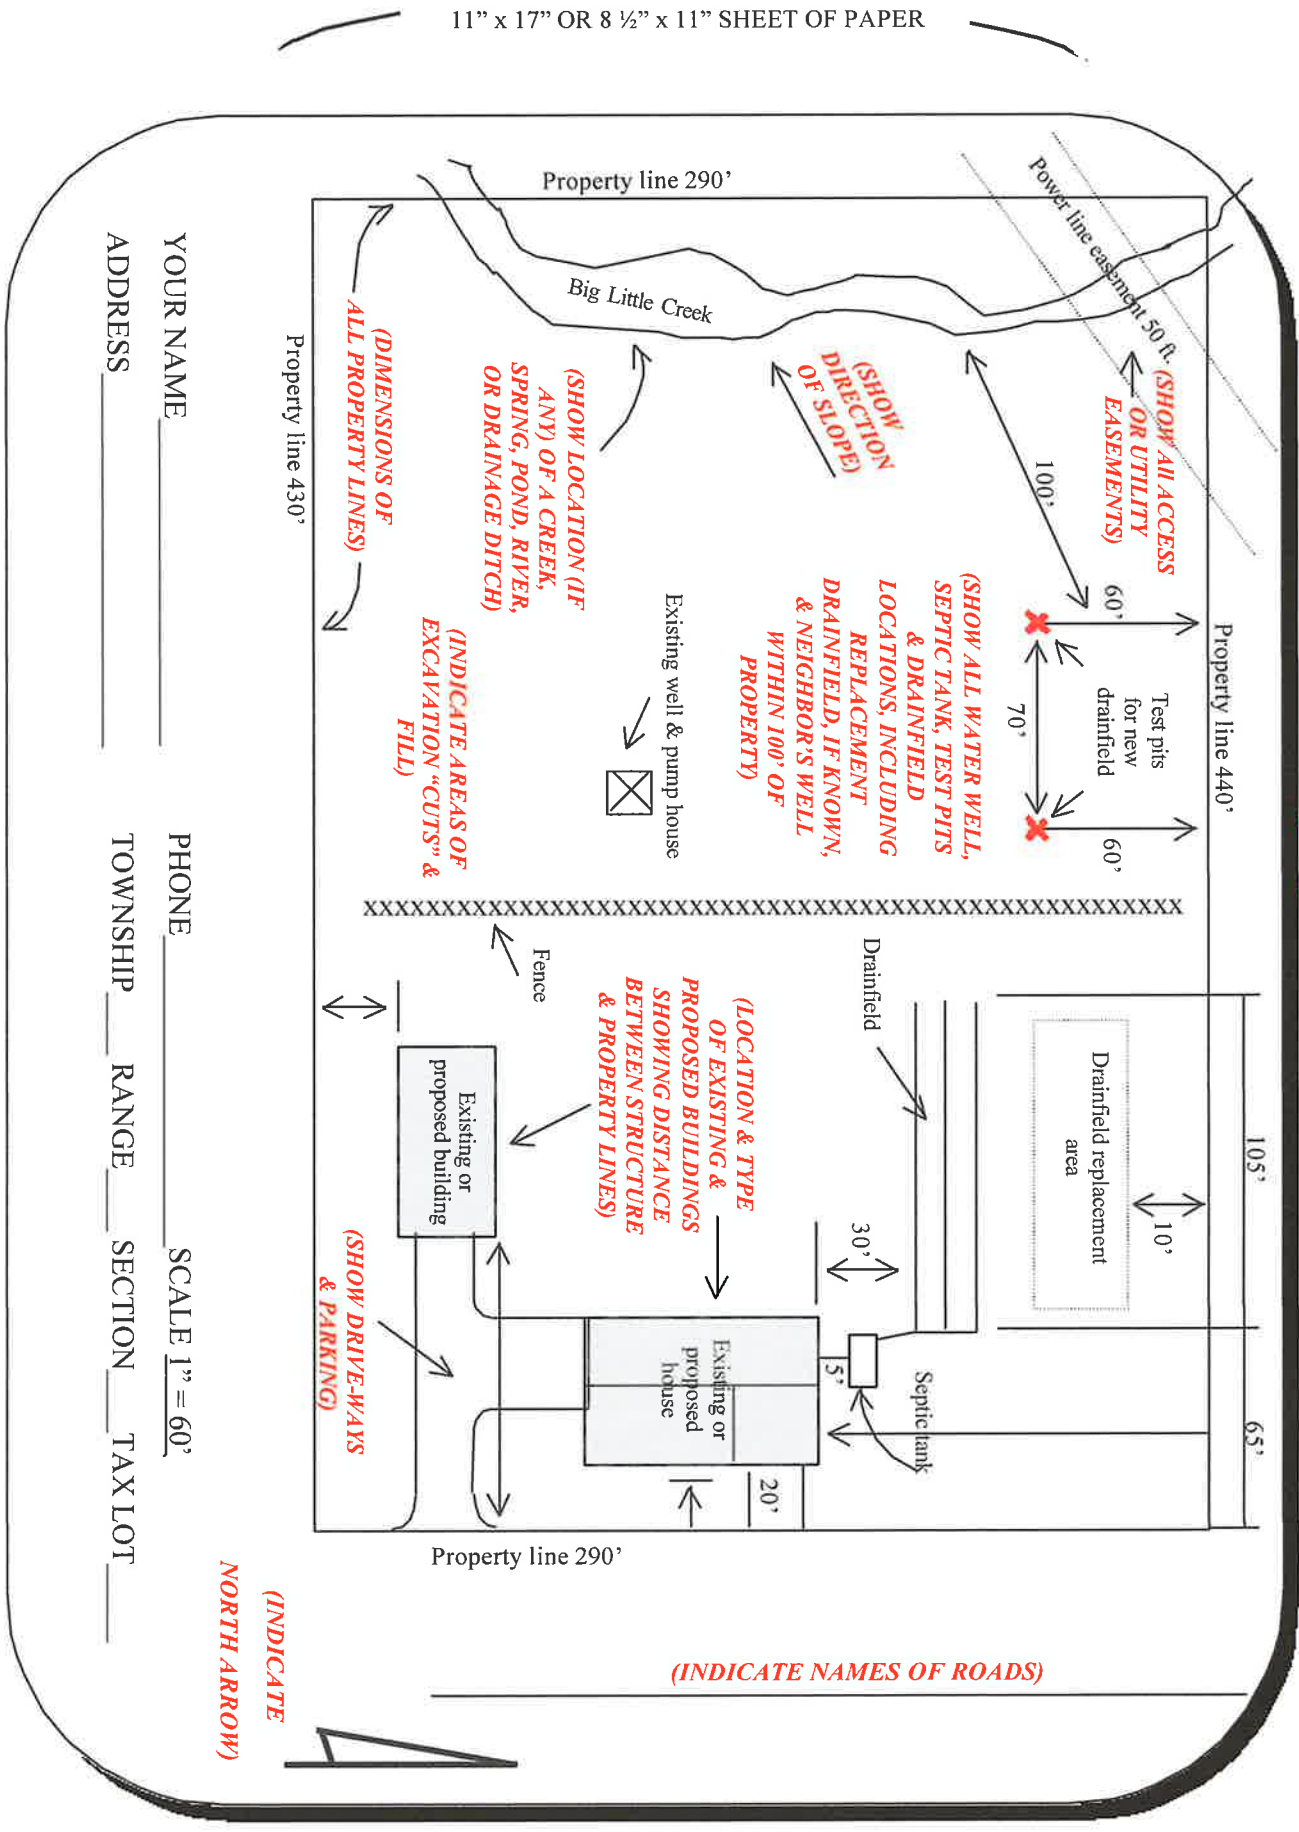 11” x 17” OR 8 ½” x 11” SHEET OF PAPER
Property line 440’
105’
65’
Power line easement 50 ft.
(SHOW All ACCESS
OR UTILITY
EASEMENTS)
60’
Test pits
for new
drainfield
60’
10’
Drainfield replacement
area
100’
70’
(SHOW ALL WATER WELL,
SEPTIC TANK, TEST PITS
& DRAINFIELD
LOCATIONS, INCLUDING
REPLACEMENT
DRAINFIELD, IF KNOWN,
& NEIGHBOR’S WELL
WITHIN 100’ OF
PROPERTY)
Drainfield
30’
Septic tank
5’
(SHOW
DIRECTION
OF SLOPE)
Property line 290’
Big Little Creek
Existing well & pump house
(LOCATION & TYPE
OF EXISTING &
PROPOSED BUILDINGS
SHOWING DISTANCE
BETWEEN STRUCTURE
& PROPERTY LINES)
Existing or
proposed
house
20’
(SHOW LOCATION (IF
ANY) OF A CREEK,
SPRING, POND, RIVER,
OR DRAINAGE DITCH)
Fence
XXXXXXXXXXXXXXXXXXXXXXXXXXXXXXXXXXXXXXXXXXXXXXXXXXXXXXXXXXXXXXX
(INDICATE AREAS OF
EXCAVATION “CUTS” &
FILL)
Existing or
proposed building
(DIMENSIONS OF
ALL PROPERTY LINES)
(SHOW DRIVE-WAYS
& PARKING)
Property line 430’
Property line 290’
(INDICATE NAMES OF ROADS)
(INDICATE
NORTH ARROW)
YOUR NAME PHONE SCALE 1” = 60’
ADDRESS TOWNSHIP RANGE SECTION TAX LOT